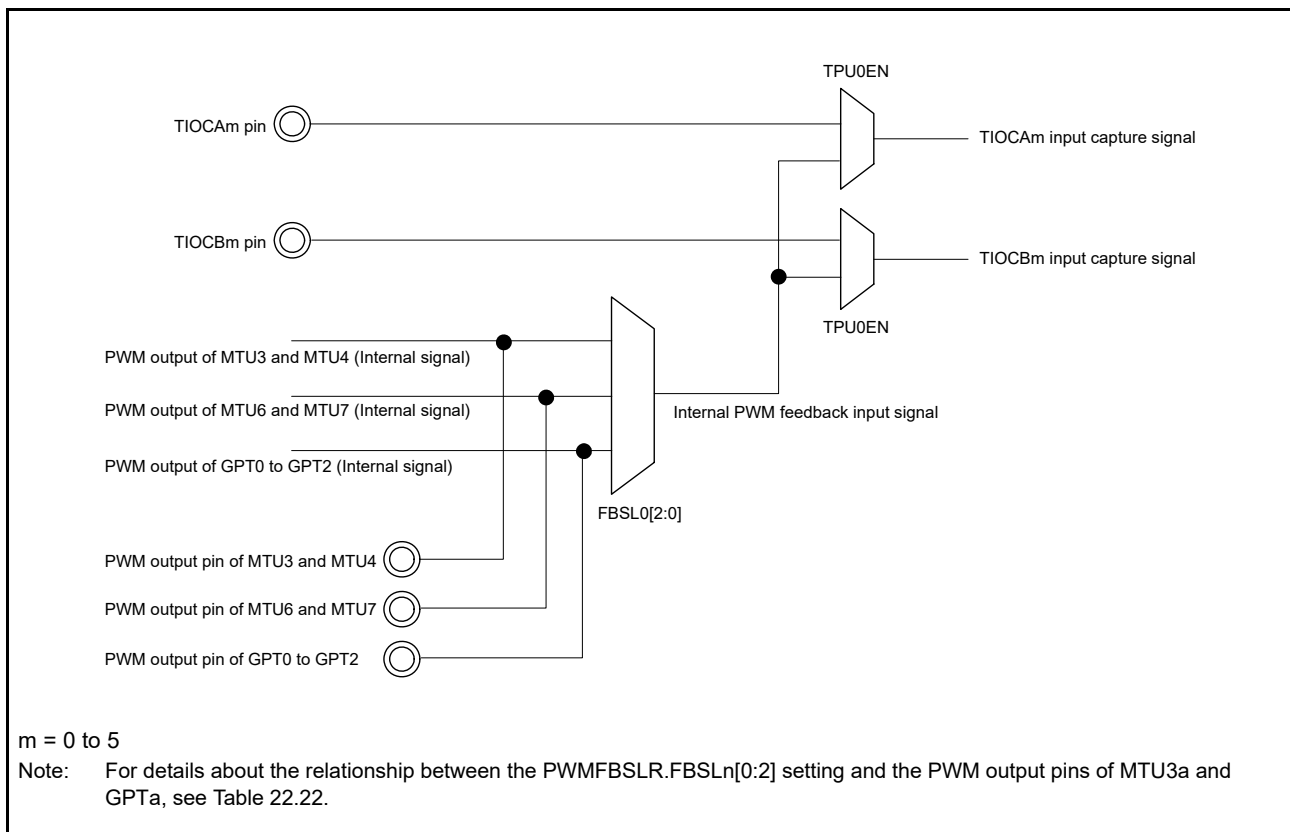 TPU0EN
TIOCAm pin
TIOCAm input capture signal
TIOCBm pin
TIOCBm input capture signal
TPU0EN
PWM output of MTU3 and MTU4 (Internal signal)
PWM output of MTU6 and MTU7 (Internal signal)
Internal PWM feedback input signal
PWM output of GPT0 to GPT2 (Internal signal)
FBSL0[2:0]
PWM output pin of MTU3 and MTU4
PWM output pin of MTU6 and MTU7
PWM output pin of GPT0 to GPT2
m = 0 to 5
Note: For details about the relationship between the PWMFBSLR.FBSLn[0:2] setting and the PWM output pins of MTU3a and
GPTa, see Table 22.22.